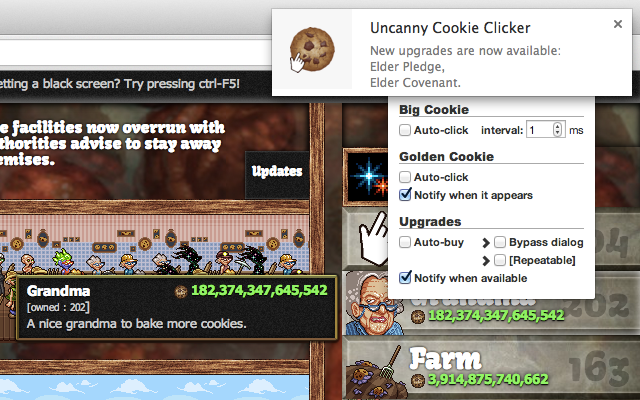 Uncanny Cookie Clicker
New upgrades are now available:
Elder Pledge,
Elder Covenant.
etting a black screen? Try pressing ctrl-F5!
e facilities now overrun with
thorities advise to stay away
emises.
Updates
Big Cookie
Auto-click interval: 1 ms
Golden Cookie
Auto-click
Notify when it appears
Upgrades
Auto-buy Bypass dialog
[Repeatable]
Notify when available
Grandma
182,374,347,645,542
[owned : 202]
A nice grandma to bake more cookies.
04
Grandma
182,374,347,645,542
202
Farm
3,914,875,740,662
163